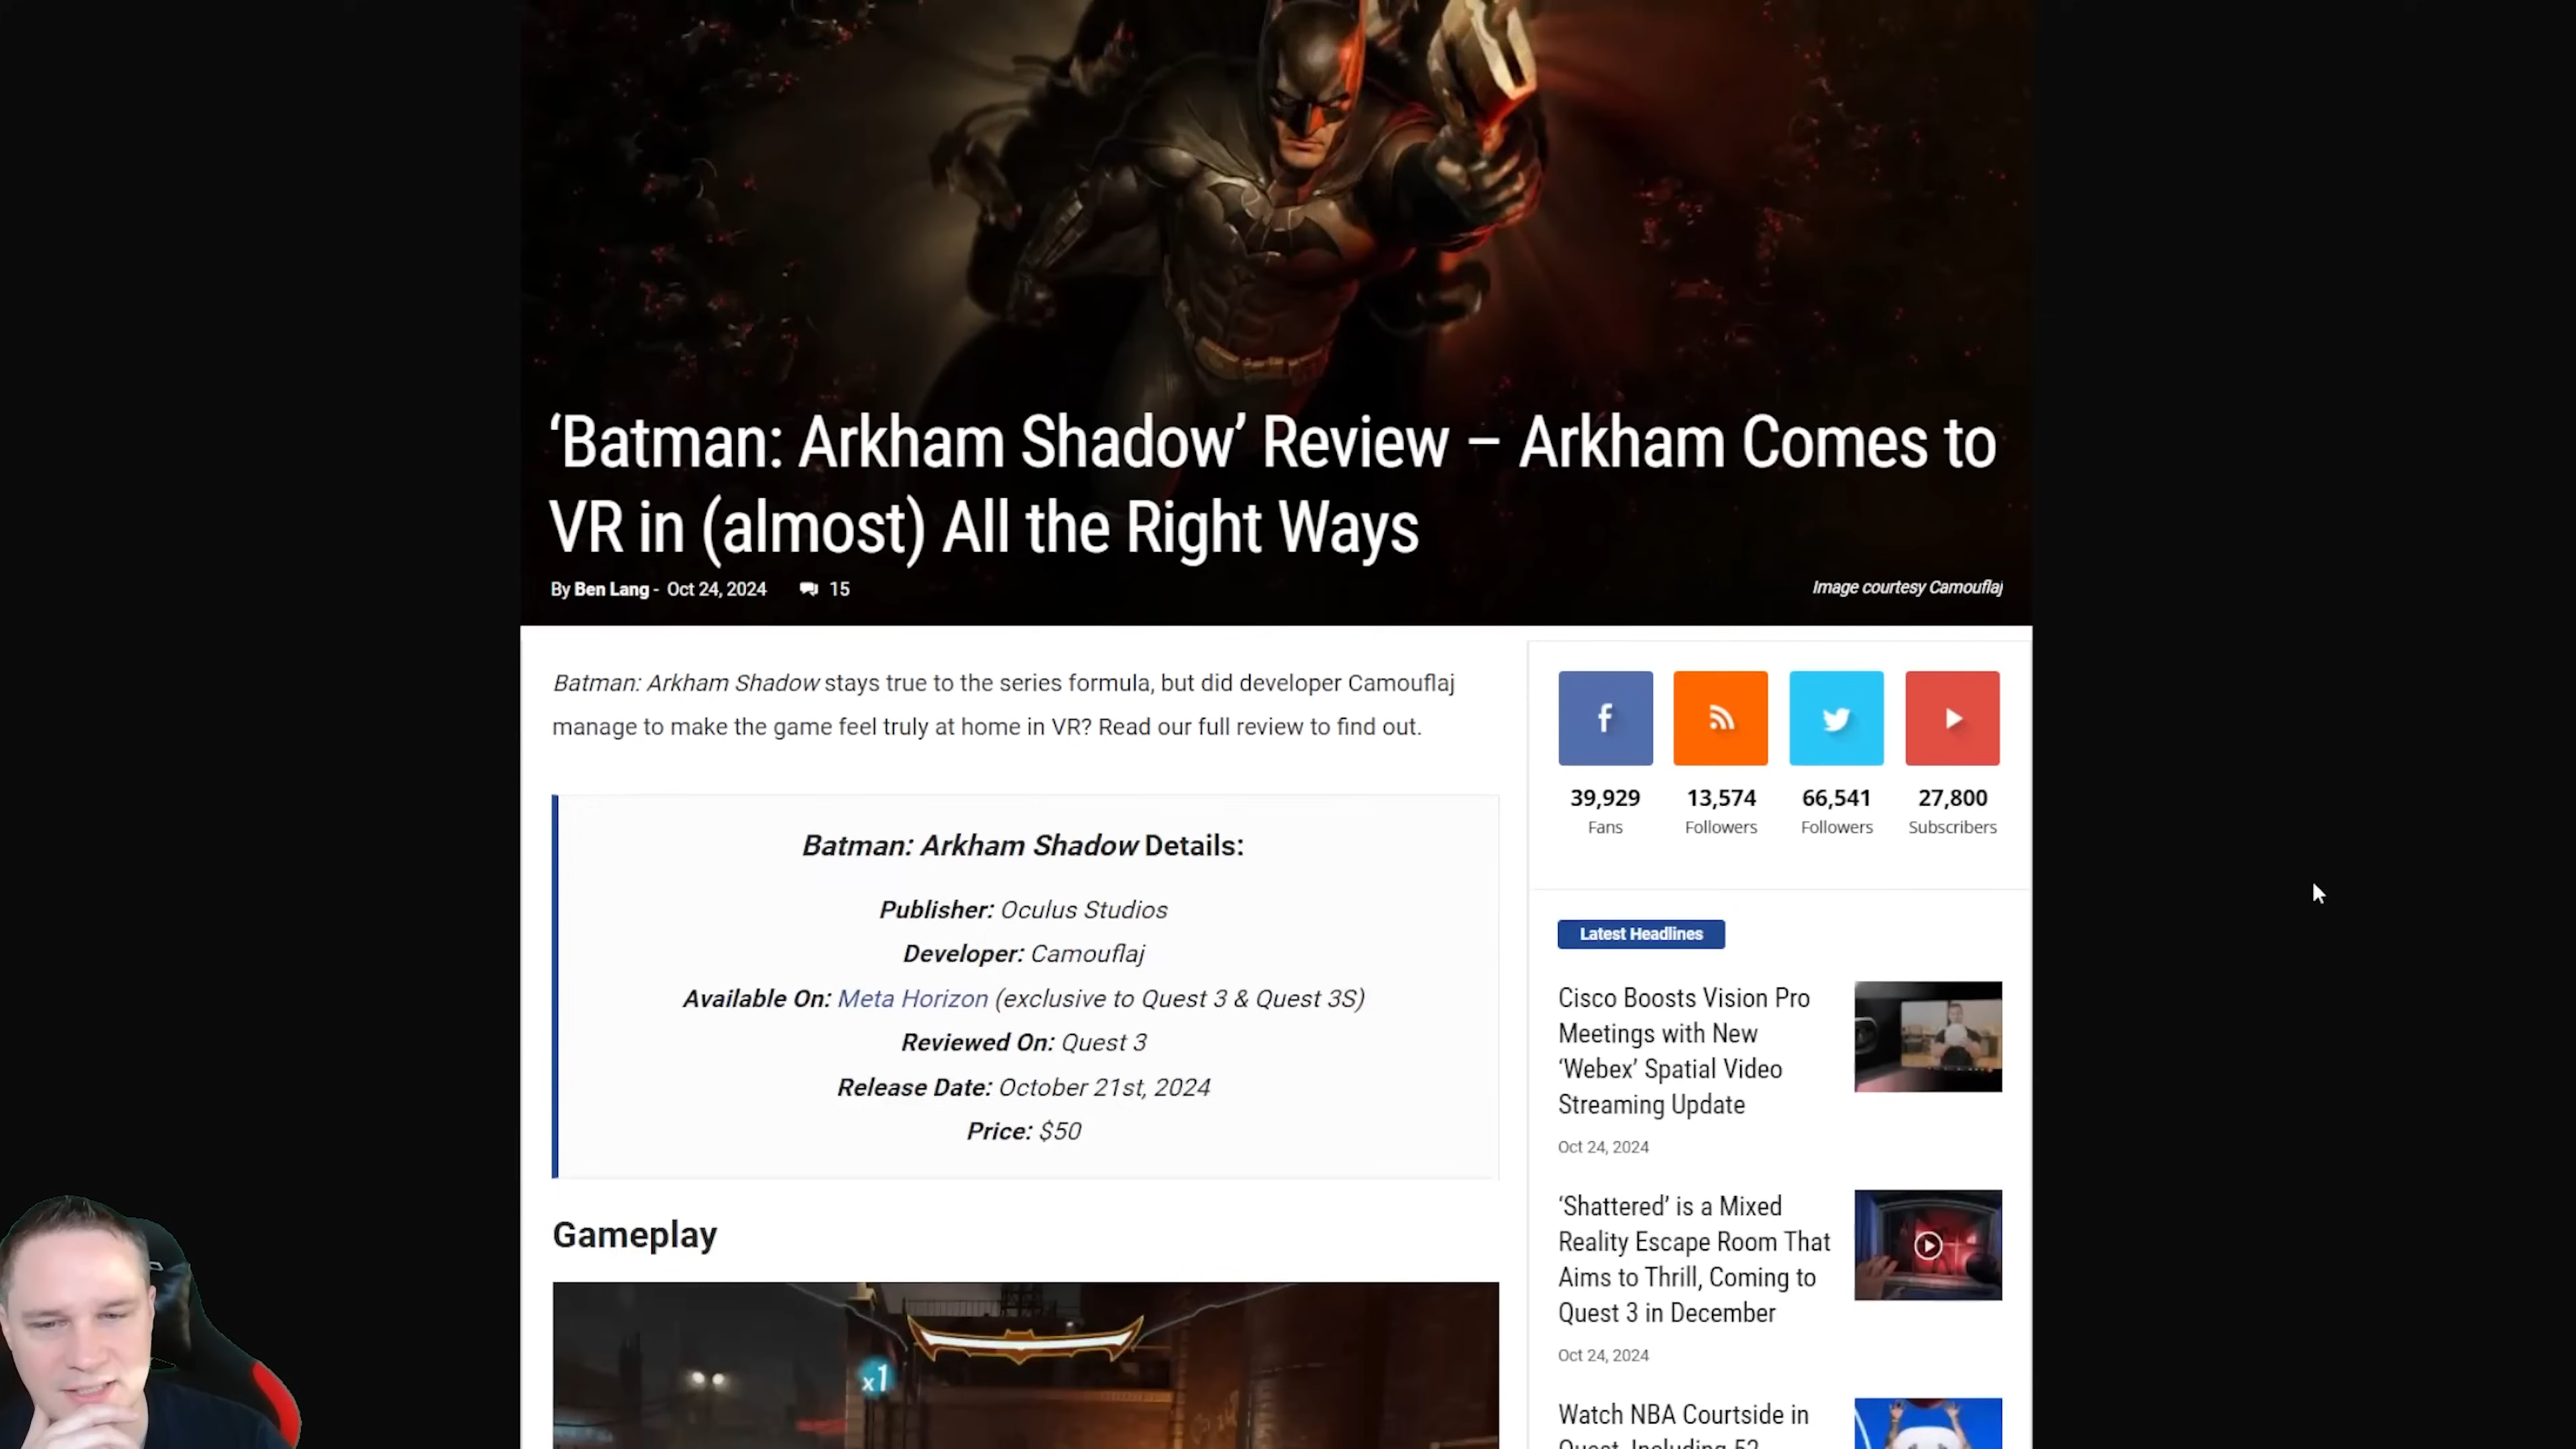 ‘Batman: Arkham Shadow’ Review – Arkham Comes to
VR in (almost) All the Right Ways
By Ben Lang - Oct 24, 2024 15
Image courtesy Camouflaj
Batman: Arkham Shadow stays true to the series formula, but did developer Camouflaj
manage to make the game feel truly at home in VR? Read our full review to find out.
Batman: Arkham Shadow Details:
Publisher: Oculus Studios
Developer: Camouflaj
Available On: Meta Horizon (exclusive to Quest 3 & Quest 3S)
Reviewed On: Quest 3
Release Date: October 21st, 2024
Price: $50
Gameplay
x1
39,929
Fans
13,574
Followers
66,541
Followers
27,800
Subscribers
Latest Headlines
Cisco Boosts Vision Pro
Meetings with New
‘Webex’ Spatial Video
Streaming Update
Oct 24, 2024
‘Shattered’ is a Mixed
Reality Escape Room That
Aims to Thrill, Coming to
Quest 3 in December
Oct 24, 2024
Watch NBA Courtside in
Quest, Including 52